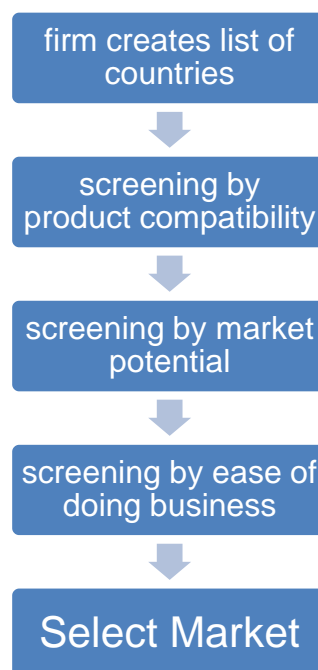 firm creates list of
countries
screening by
product compatibility
screening by market
potential
screening by ease of
doing business
Select Market